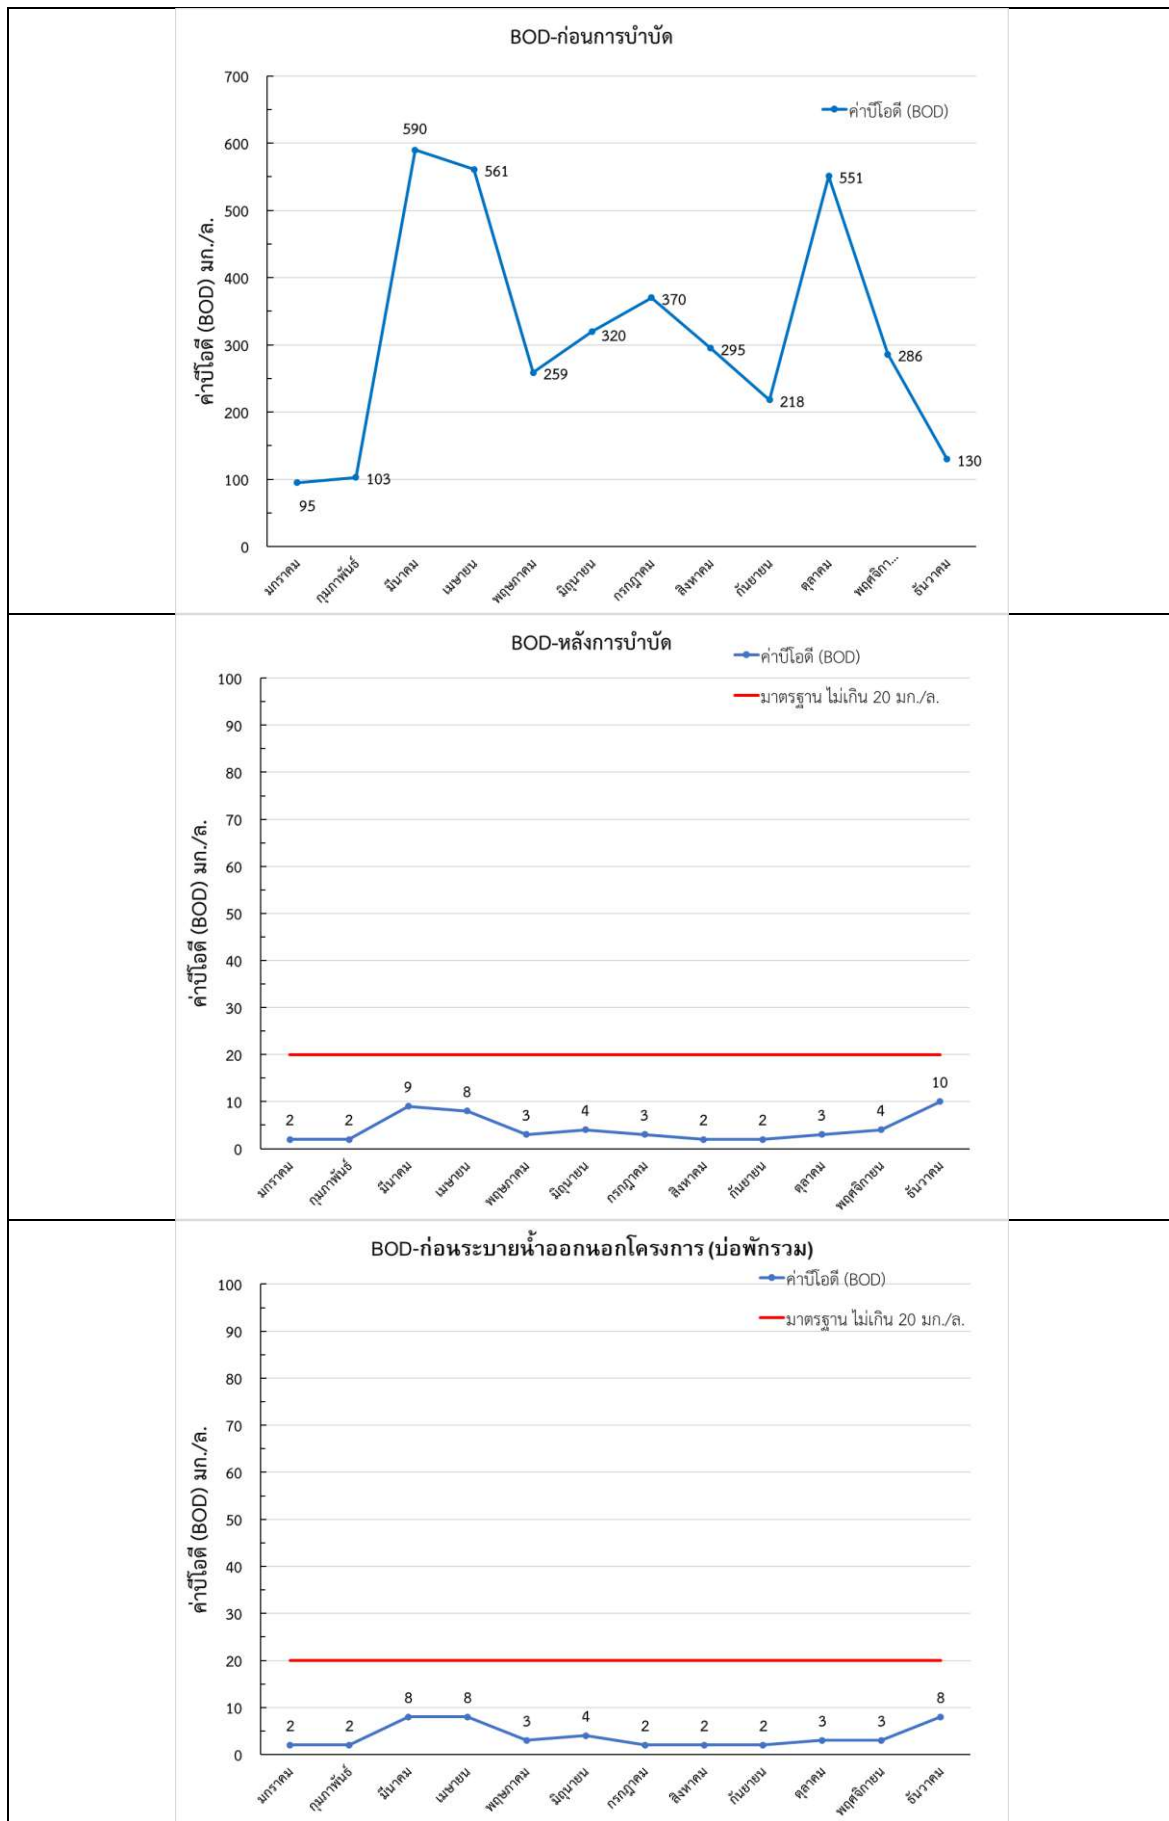 BOD-ก่อนการบำบัด
ค่าบีโอดี (BOD)
ค่าบีโอดี (BOD) มก./ล.
700
600
500
400
300
200
100
0
95
103
590
561
259
320
370
295
218
551
286
130
มกราคม
กุมภาพันธ์
มีนาคม
เมษายน
พฤษภาคม
มิถุนายน
กรกฎาคม
สิงหาคม
กันยายน
ตุลาคม
พฤศจิกา...
ธันวาคม
BOD-หลังการบำบัด
ค่าบีโอดี (BOD)
มาตรฐาน ไม่เกิน 20 มก./ล.
ค่าบีโอดี (BOD) มก./ล.
100
90
80
70
60
50
40
30
20
10
0
2
2
9
8
3
4
3
2
2
3
4
10
มกราคม
กุมภาพันธ์
มีนาคม
เมษายน
พฤษภาคม
มิถุนายน
กรกฎาคม
สิงหาคม
กันยายน
ตุลาคม
พฤศจิกายน
ธันวาคม
BOD-ก่อนระบายน้ำออกนอกโครงการ (บ่อพักรวม)
ค่าบีโอดี (BOD)
มาตรฐาน ไม่เกิน 20 มก./ล.
ค่าบีโอดี (BOD) มก./ล.
100
90
80
70
60
50
40
30
20
10
0
2
2
8
8
3
4
2
2
2
3
3
8
มกราคม
กุมภาพันธ์
มีนาคม
เมษายน
พฤษภาคม
มิถุนายน
กรกฎาคม
สิงหาคม
กันยายน
ตุลาคม
พฤศจิกายน
ธันวาคม